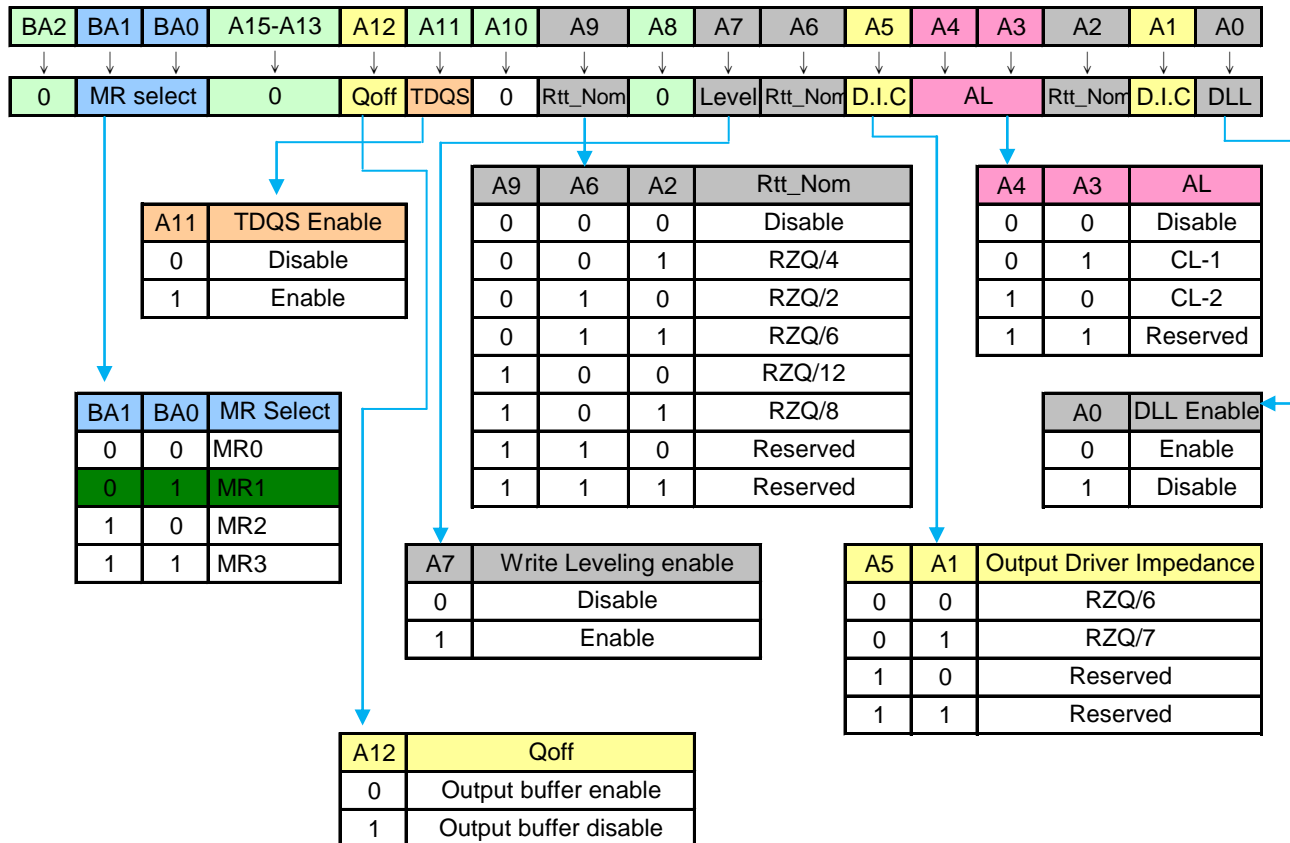 BA2 BA1 BA0 A15-A13 A12 A11 A10 A9 A8 A7 A6 A5 A4 A3 A2 A1 A0
0 MR select 0 Qoff TDQS 0 Rtt_Nom 0 Level Rtt_Nom D.I.C AL Rtt_Nom D.I.C DLL
A11 TDQS Enable
0 Disable
1 Enable
A9 A6 A2 Rtt_Nom
0 0 0 Disable
0 0 1 RZQ/4
0 1 0 RZQ/2
0 1 1 RZQ/6
1 0 0 RZQ/12
1 0 1 RZQ/8
1 1 0 Reserved
1 1 1 Reserved
A4 A3 AL
0 0 Disable
0 1 CL-1
1 0 CL-2
1 1 Reserved
BA1 BA0 MR Select
0 0 MR0
0 1 MR1
1 0 MR2
1 1 MR3
A0 DLL Enable
0 Enable
1 Disable
A7 Write Leveling enable
0 Disable
1 Enable
A5 A1 Output Driver Impedance
0 0 RZQ/6
0 1 RZQ/7
1 0 Reserved
1 1 Reserved
A12 Qoff
0 Output buffer enable
1 Output buffer disable